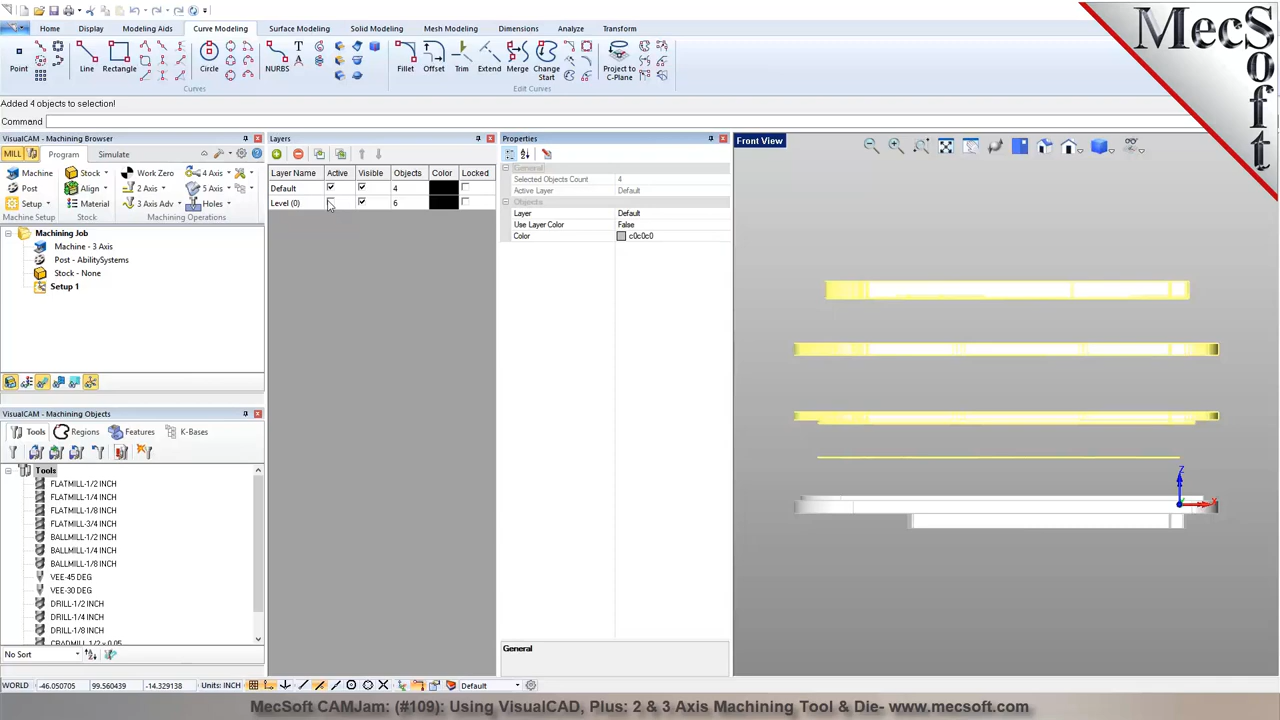 Home Display Modeling Aids Curve Modeling Surface Modeling Mesh Modeling Dimensions Analyze Transform
Point Line Rectangle Circle NURBS Fillet Offset Trim Extend Merge Change Start Project to C-Plane
Curves Edit Curves
Added 4 objects to selection!
Command
VisualCAM - Machining Browser
MILL Program Simulate
Machine Stock Work Zero 4 Axis
Post Align 2 Axis 5 Axis
Setup Material 3 Axis Adv Holes
Machine Setup Stock Machining Operations
Machining Job
Machine - 3 Axis
Post - AbilitySystems
Stock - None
Setup 1
VisualCAM - Machining Objects
Tools Regions Features K-Bases
Tools
FLATMILL-1/2 INCH
FLATMILL-1/4 INCH
FLATMILL-1/8 INCH
FLATMILL-3/4 INCH
BALLMILL-1/2 INCH
BALLMILL-1/4 INCH
BALLMILL-1/8 INCH
VEE-45 DEG
VEE-30 DEG
DRILL-1/2 INCH
DRILL-1/4 INCH
DRILL-1/8 INCH
No Sort
Layers
Layer Name Active Visible Objects Color Locked
Default 4
Level (0) 6
Properties
General
Selected Objects Count 4
Active Layer Default
Objects
Layer Default
Use Layer Color False
Color c0c0c0
General
Front View
Z
X
MecSoft
WORLD -46.050705 99.560439 -14.329138 Units: INCH Default
MecSoft CAMJam: (#109): Using VisualCAD, Plus: 2 & 3 Axis Machining Tool & Die- www.mecsoft.com